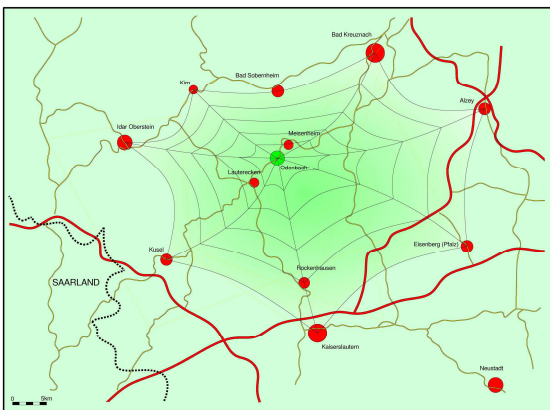 Bad Kreuznach
Bad Sobernheim
Kirn
Alzey
Idar Oberstein
Meisenheim
Odenbach
Lauterecken
Kusel
Eisenberg (Pfalz)
Rockenhausen
SAARLAND
Kaiserslautern
Neustadt
0 5km